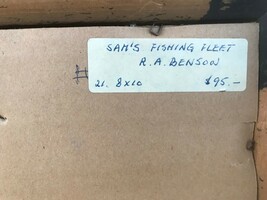 SAM'S FISHING FLEET
R.A. BENSON
# 21. 8x10 $95.-